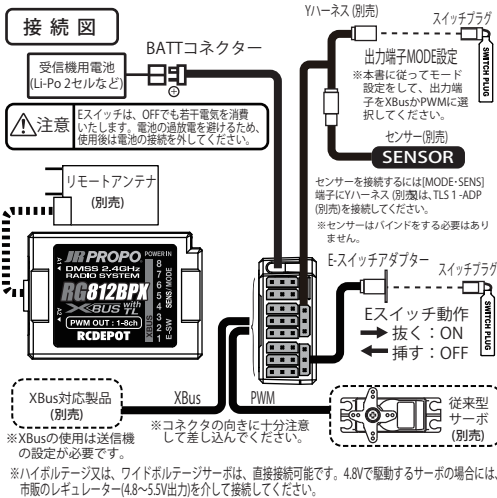 接続図
BATTコネクター
受信機用電池
(Li-Po 2セルなど)
注意
Eスイッチは、OFFでも若干電気を消費
いたします。電池の過放電を避けるため、
使用後は電池の接続を外してください。
Yハーネス(別売)
スイッチプラグ
SWITCH PLUG
出力端子MODE設定
※本書に従ってモード
設定をして、出力端
子をXBusかPWMに選
択してください。
センサー(別売)
SENSOR
センサーを接続するには[MODE・SENS]
端子にYハーネス(別売)又は、TLS 1 -ADP
(別売)を接続してください。
※センサーはバインドをする必要はあり
ません。
リモートアンテナ
(別売)
JR PROPO
POWER IN
DMSS 2.4GHz
RADIO SYSTEM
RG812BPX
X-BUS with TL
PWM OUT : 1-8ch
RCDEPOT
A1
A2
8
7
6
5
4
3
2
1
SENS/MODE
XBUS
E-SW
E-スイッチアダプター
スイッチプラグ
SWITCH PLUG
Eスイッチ動作
➡ 抜く：ON
⬅ 挿す：OFF
XBus対応製品
(別売)
XBus
PWM
従来型
サーボ
(別売)
※XBusの使用は送信機
の設定が必要です。
※コネクタの向きに十分注意
して差し込んでください。
※ハイボルテージ又は、ワイドボルテージサーボは、直接接続可能です。4.8Vで駆動するサーボの場合には、
市販のレギュレーター(4.8～5.5V出力)を介して接続してください。